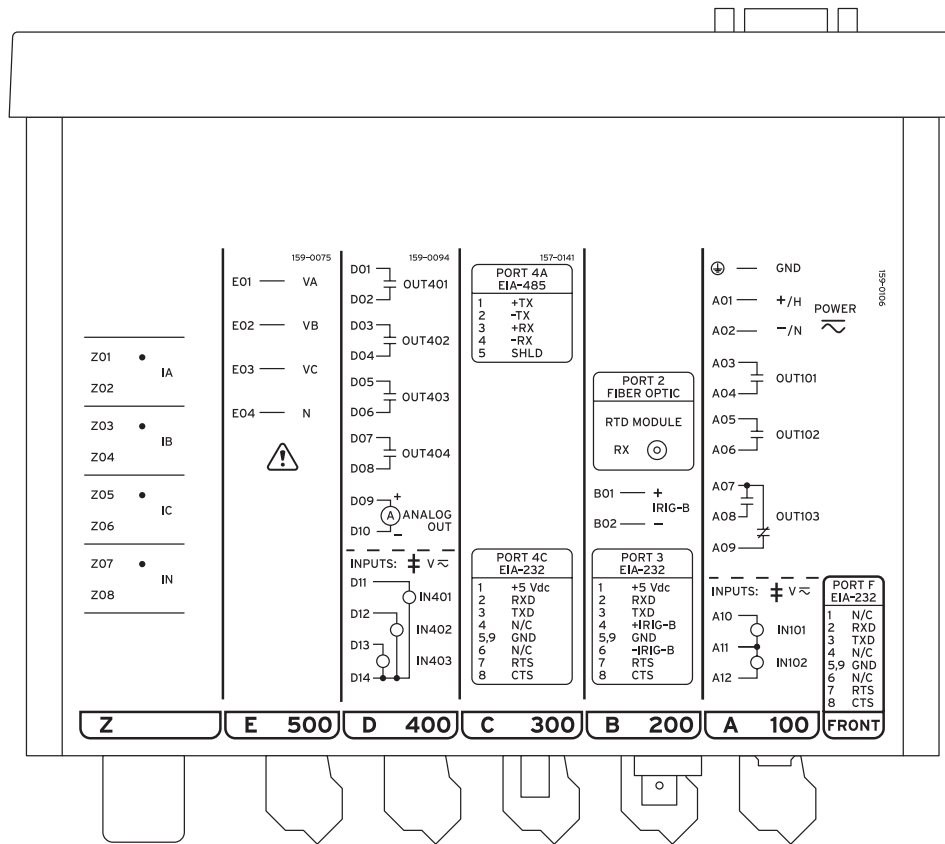 Z01
IA
Z02
Z03
IB
Z04
Z05
IC
Z06
Z07
IN
Z08
Z
159-0075
E01 VA
E02 VB
E03 VC
E04 N
E 500
159-0094
D01
OUT401
D02
D03
OUT402
D04
D05
OUT403
D06
D07
OUT404
D08
D09 +
A ANALOG
OUT
D10 −
INPUTS: V
D11
IN401
D12
IN402
D13
IN403
D14
D 400
157-0141
PORT 4A
EIA-485
1 +TX
2 -TX
3 +RX
4 -RX
5 SHLD
PORT 4C
EIA-232
1 +5 Vdc
2 RXD
3 TXD
4 N/C
5,9 GND
6 N/C
7 RTS
8 CTS
C 300
PORT 2
FIBER OPTIC
RTD MODULE
RX
B01 +
IRIG-B
B02 −
PORT 3
EIA-232
1 +5 Vdc
2 RXD
3 TXD
4 +IRIG-B
5,9 GND
6 -IRIG-B
7 RTS
8 CTS
B 200
159-0106
GND
A01 +/H
POWER
A02 −/N
A03
OUT101
A04
A05
OUT102
A06
A07
A08
OUT103
A09
INPUTS: V
A10
IN101
A11
IN102
A12
A 100
PORT F
EIA-232
1 N/C
2 RXD
3 TXD
4 N/C
5,9 GND
6 N/C
7 RTS
8 CTS
FRONT